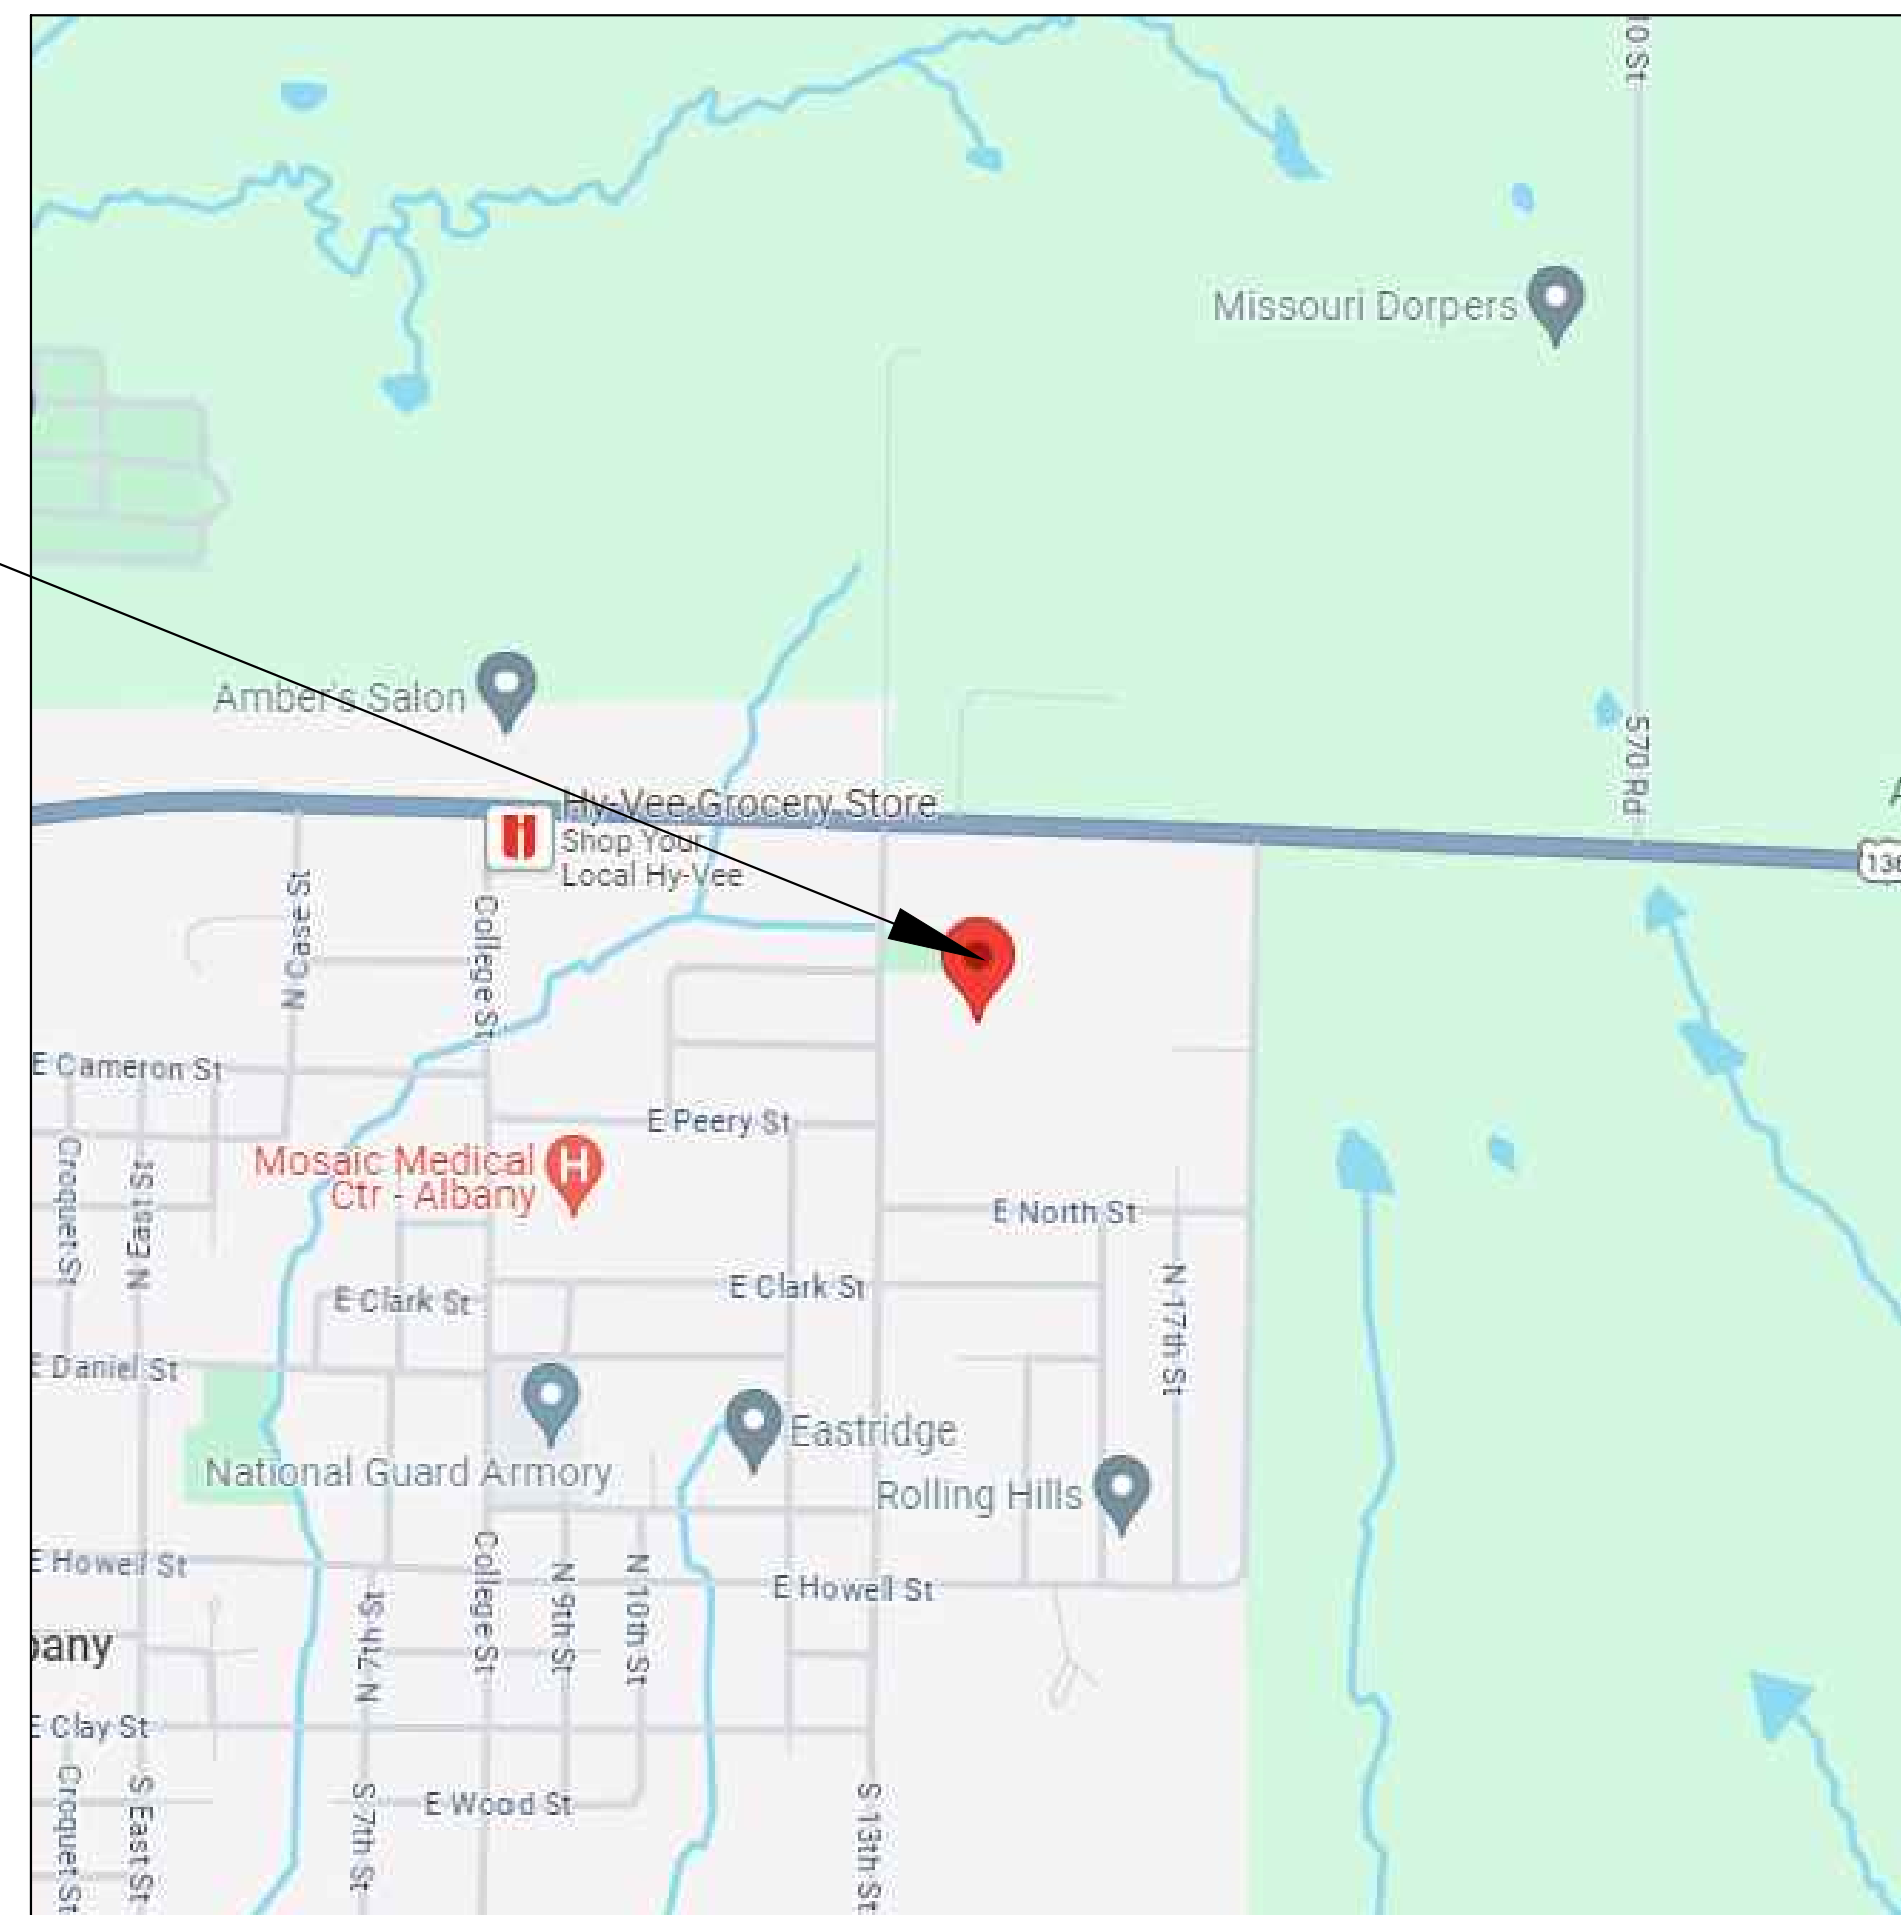 Missouri Dorpers
Amber's Salon
570 Rd
Hy-Vee Grocery Store
Shop Your
Local Hy-Vee
N Case St
College St
E Cameron St
E Peery St
Mosaic Medical
Ctr - Albany
Croquet St
N East St
E North St
E Clark St
E Clark St
N 17th St
E Daniel St
Eastridge
National Guard Armory
Rolling Hills
E Howell St
E Howell St
College St
N 9th St
N 10th St
N 7th St
bany
E Clay St
E Wood St
Croquet St
S East St
S 7th St
S 13th St